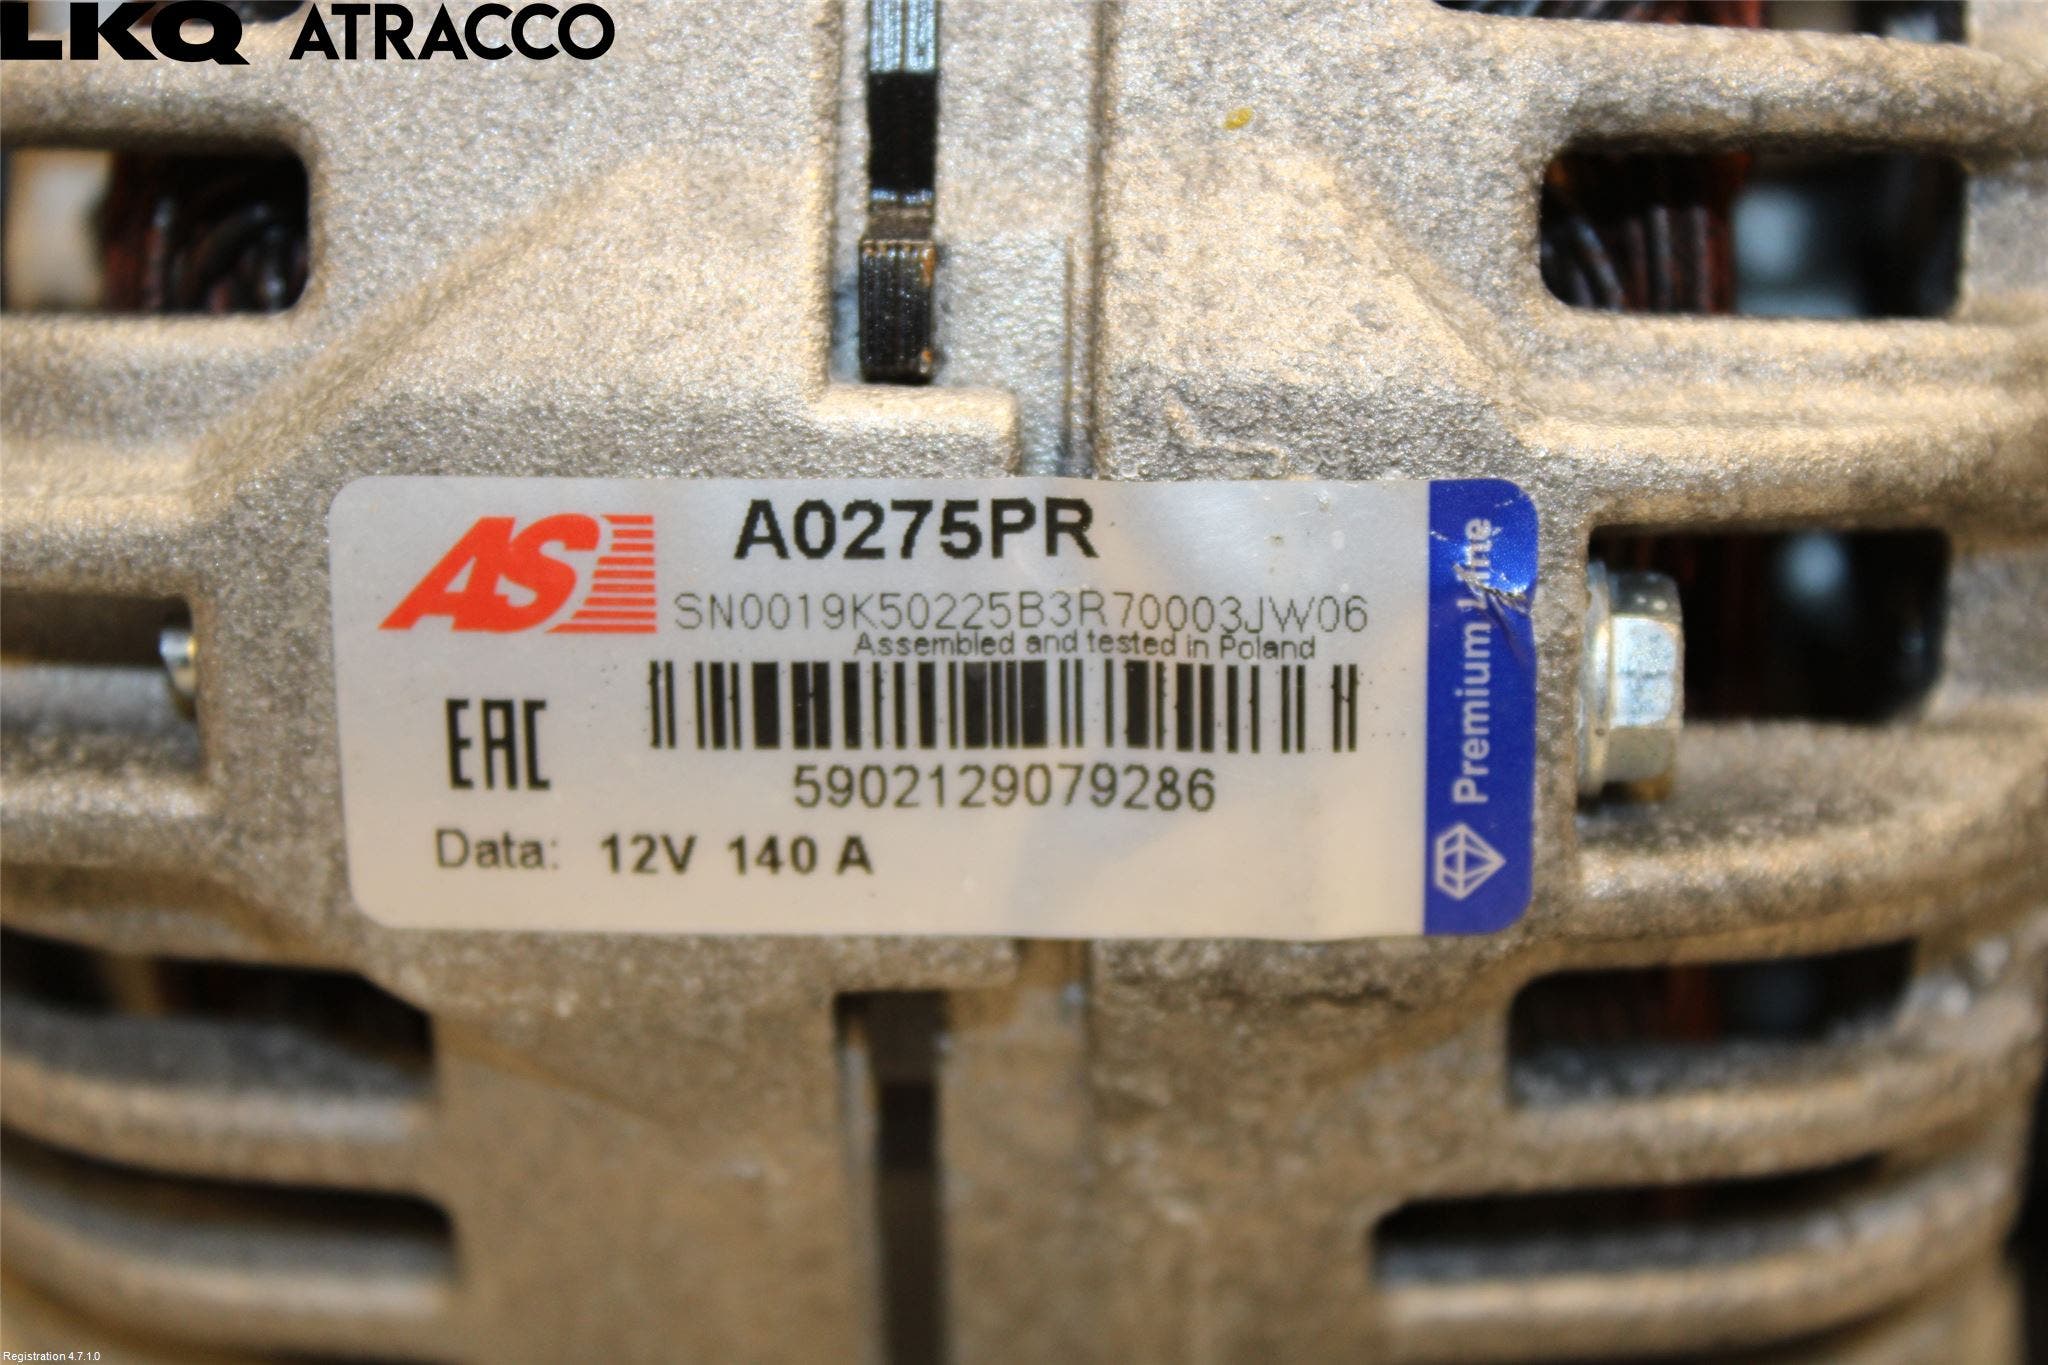 LKQ ATRACCO
AS
A0275PR
SN0019K50225B3R70003JW06
Assembled and tested in Poland
EAC
5902129079286
Data: 12V 140 A
Premium Line
Registration 4.7.1.0